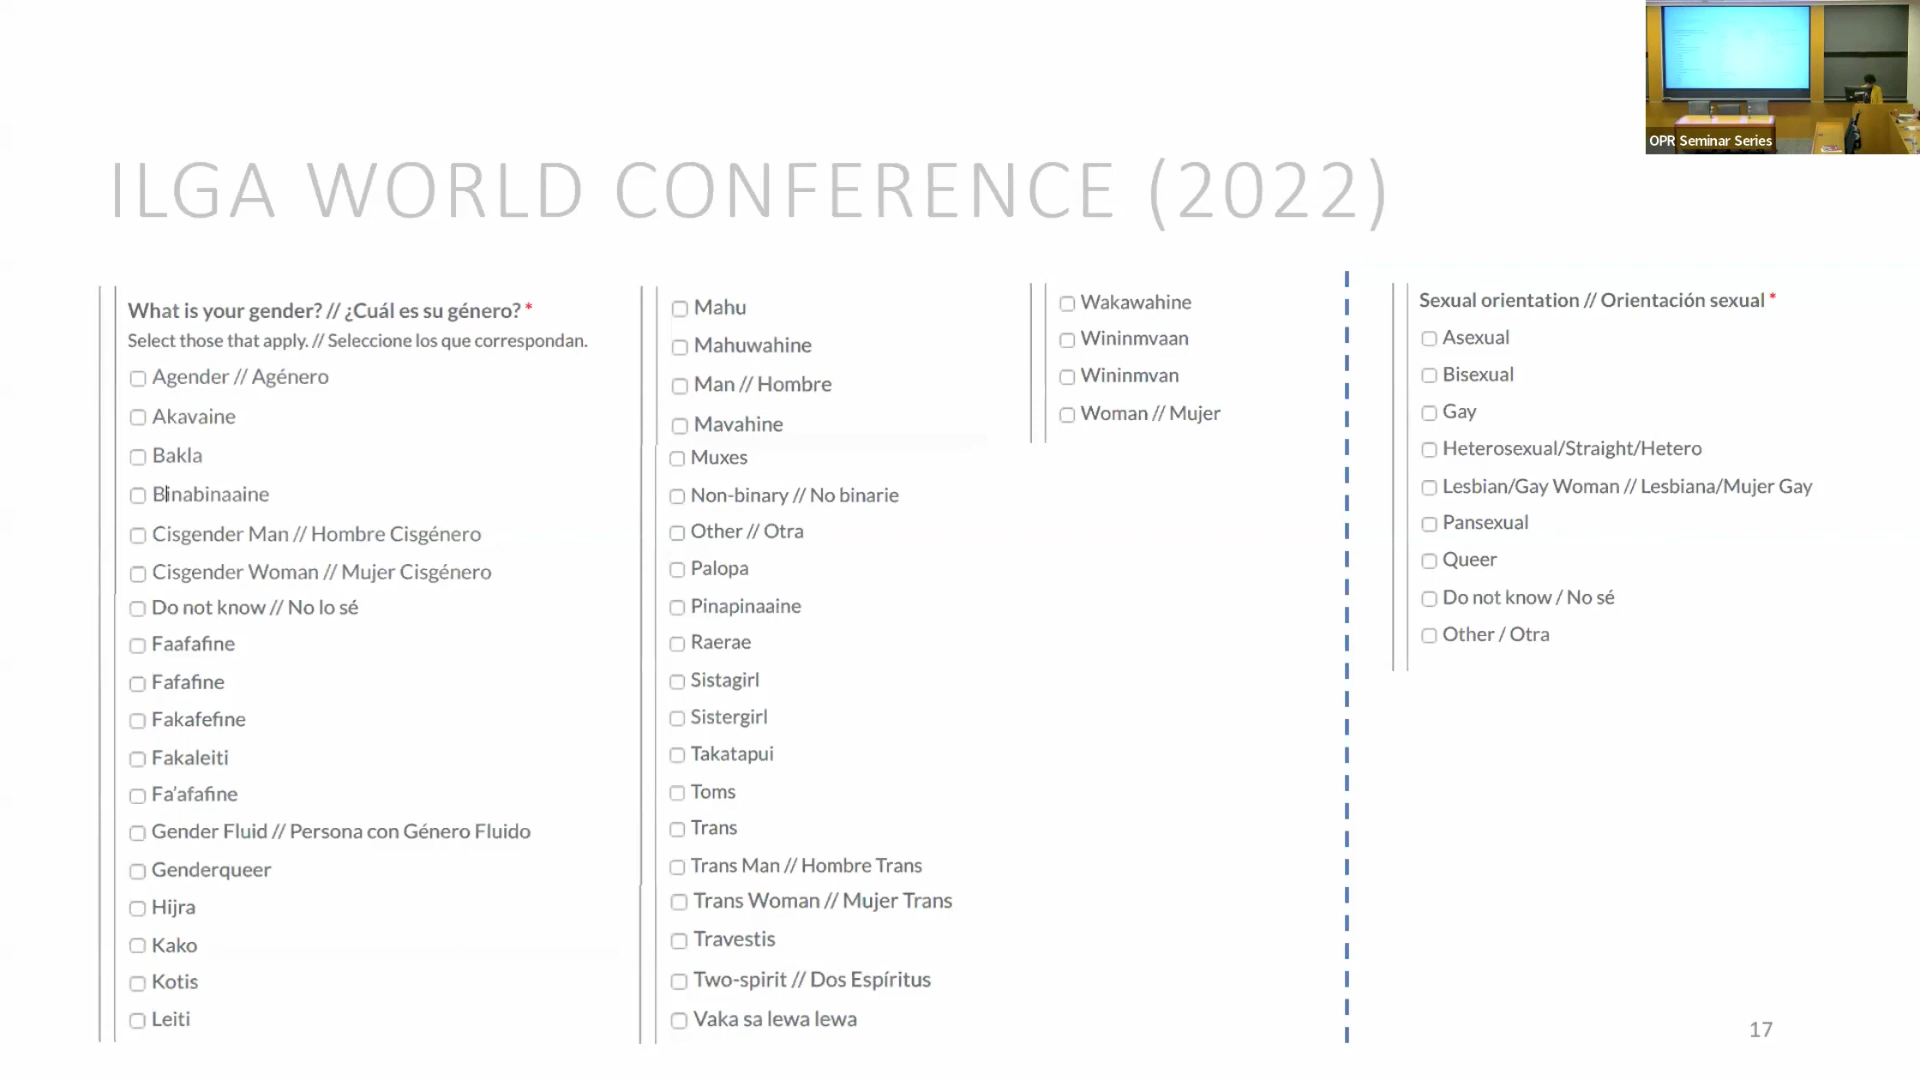 OPR Seminar Series
ILGA WORLD CONFERENCE (2022)
What is your gender? // ¿Cuál es su género? *
Select those that apply. // Seleccione los que correspondan.
Agender // Agénero
Akavaine
Bakla
Binabinaaine
Cisgender Man // Hombre Cisgénero
Cisgender Woman // Mujer Cisgénero
Do not know // No lo sé
Faafafine
Fafafine
Fakafefine
Fakaleiti
Fa'afafine
Gender Fluid // Persona con Género Fluido
Genderqueer
Hijra
Kako
Kotis
Leiti
Mahu
Mahuwahine
Man // Hombre
Mavahine
Muxes
Non-binary // No binarie
Other // Otra
Palopa
Pinapinaaine
Raerae
Sistagirl
Sistergirl
Takatapui
Toms
Trans
Trans Man // Hombre Trans
Trans Woman // Mujer Trans
Travestis
Two-spirit // Dos Espíritus
Vaka sa lewa lewa
Wakawahine
Wininmvaan
Wininmvan
Woman // Mujer
Sexual orientation // Orientación sexual *
Asexual
Bisexual
Gay
Heterosexual/Straight/Hetero
Lesbian/Gay Woman // Lesbiana/Mujer Gay
Pansexual
Queer
Do not know / No sé
Other / Otra
17